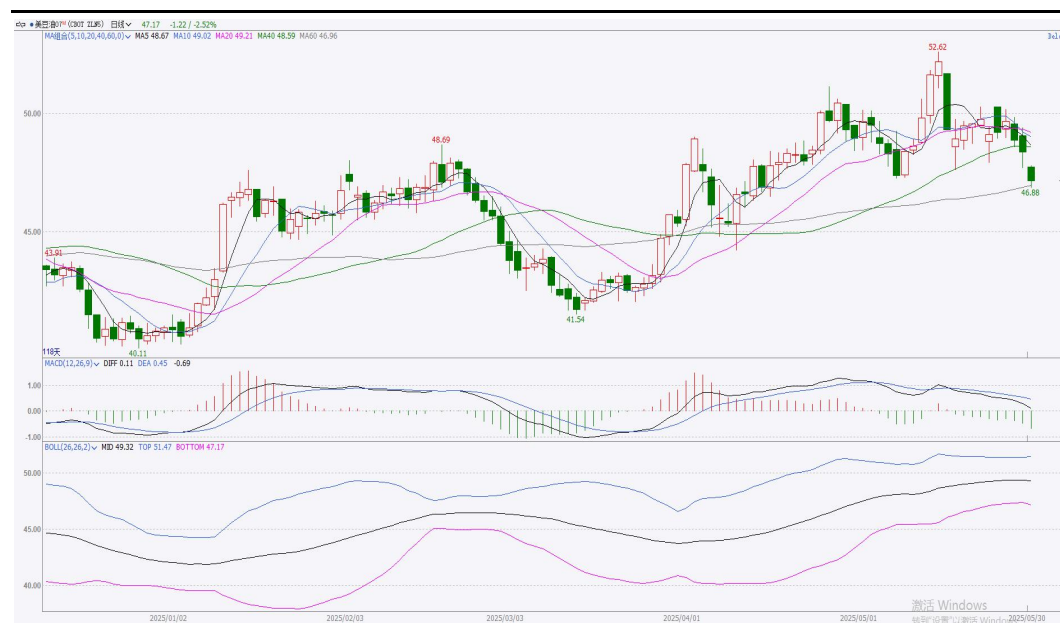 美豆油07 (CBOT ZLN5) 日线 47.17 -1.22 / -2.52%
MA组合(5,10,20,40,60,0) MA5 48.67 MA10 49.02 MA20 49.21 MA40 48.59 MA60 46.96
52.62
50.00
48.69
46.88
45.00
43.91
41.54
118天
40.11
MACD(12,26,9) DIFF 0.11 DEA 0.45 -0.69
1.00
0.00
-1.00
BOLL(26,26,2) MID 49.32 TOP 51.47 BOTTOM 47.17
50.00
45.00
40.00
激活 Windows
2025/01/02 2025/02/03 2025/03/03 2025/04/01 2025/05/01 2025/05/30